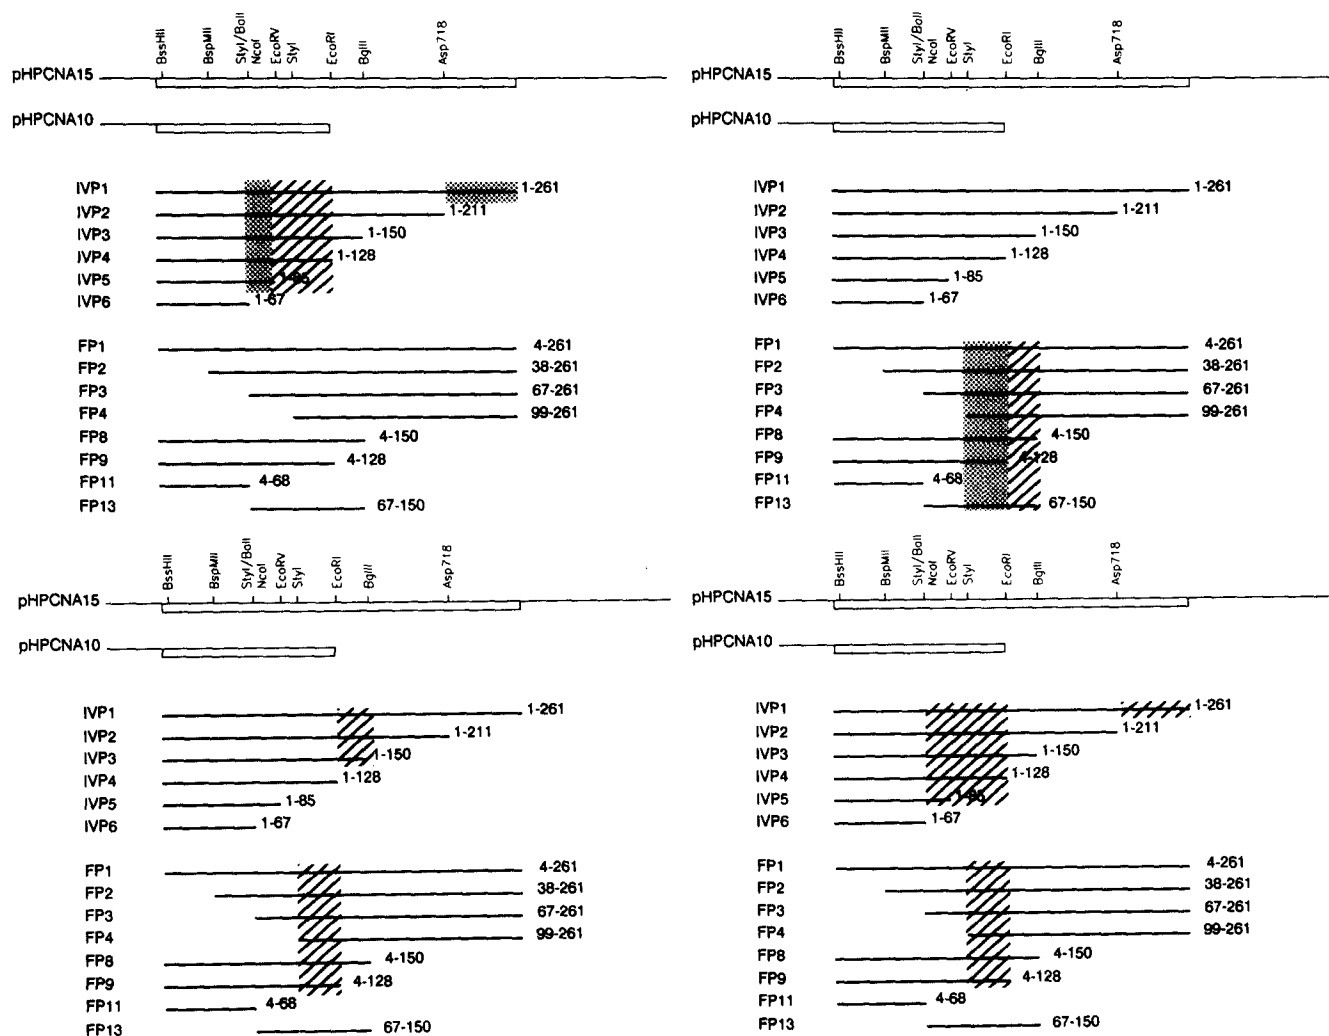 BssHII BspMII StyI/BalI NcoI EcoRV StyI EcoRI BglII Asp718
pHPCNA15
pHPCNA10
IVP1 1-261
IVP2 1-211
IVP3 1-150
IVP4 1-128
IVP5 1-85
IVP6 1-67
FP1 4-261
FP2 38-261
FP3 67-261
FP4 99-261
FP8 4-150
FP9 4-128
FP11 4-68
FP13 67-150
BssHII BspMII StyI/BalI NcoI EcoRV StyI EcoRI BglII Asp718
pHPCNA15
pHPCNA10
IVP1 1-261
IVP2 1-211
IVP3 1-150
IVP4 1-128
IVP5 1-85
IVP6 1-67
FP1 4-261
FP2 38-261
FP3 67-261
FP4 99-261
FP8 4-150
FP9 4-128
FP11 4-68
FP13 67-150
BssHII BspMII StyI/BalI NcoI EcoRV StyI EcoRI BglII Asp718
pHPCNA15
pHPCNA10
IVP1 1-261
IVP2 1-211
IVP3 1-150
IVP4 1-128
IVP5 1-85
IVP6 1-67
FP1 4-261
FP2 38-261
FP3 67-261
FP4 99-261
FP8 4-150
FP9 4-128
FP11 4-68
FP13 67-150
BssHII BspMII StyI/BalI NcoI EcoRV StyI EcoRI BglII Asp718
pHPCNA15
pHPCNA10
IVP1 1-261
IVP2 1-211
IVP3 1-150
IVP4 1-128
IVP5 1-85
IVP6 1-67
FP1 4-261
FP2 38-261
FP3 67-261
FP4 99-261
FP8 4-150
FP9 4-128
FP11 4-68
FP13 67-150